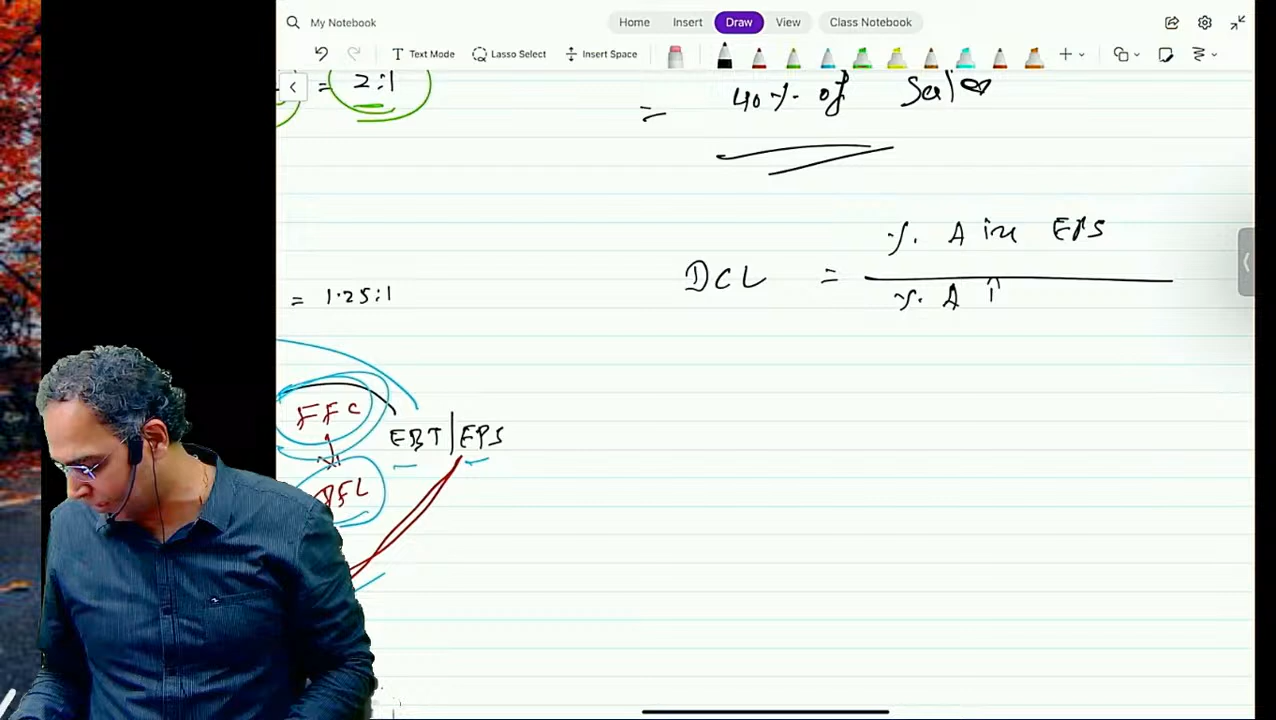 My Notebook
Home Insert Draw View Class Notebook
Text Mode Lasso Select Insert Space
= 2:1
= 40 % of Sales
DCL = % Δ in EPS
% Δ
= 1.25:1
FFC
EBT | EPS
DFL